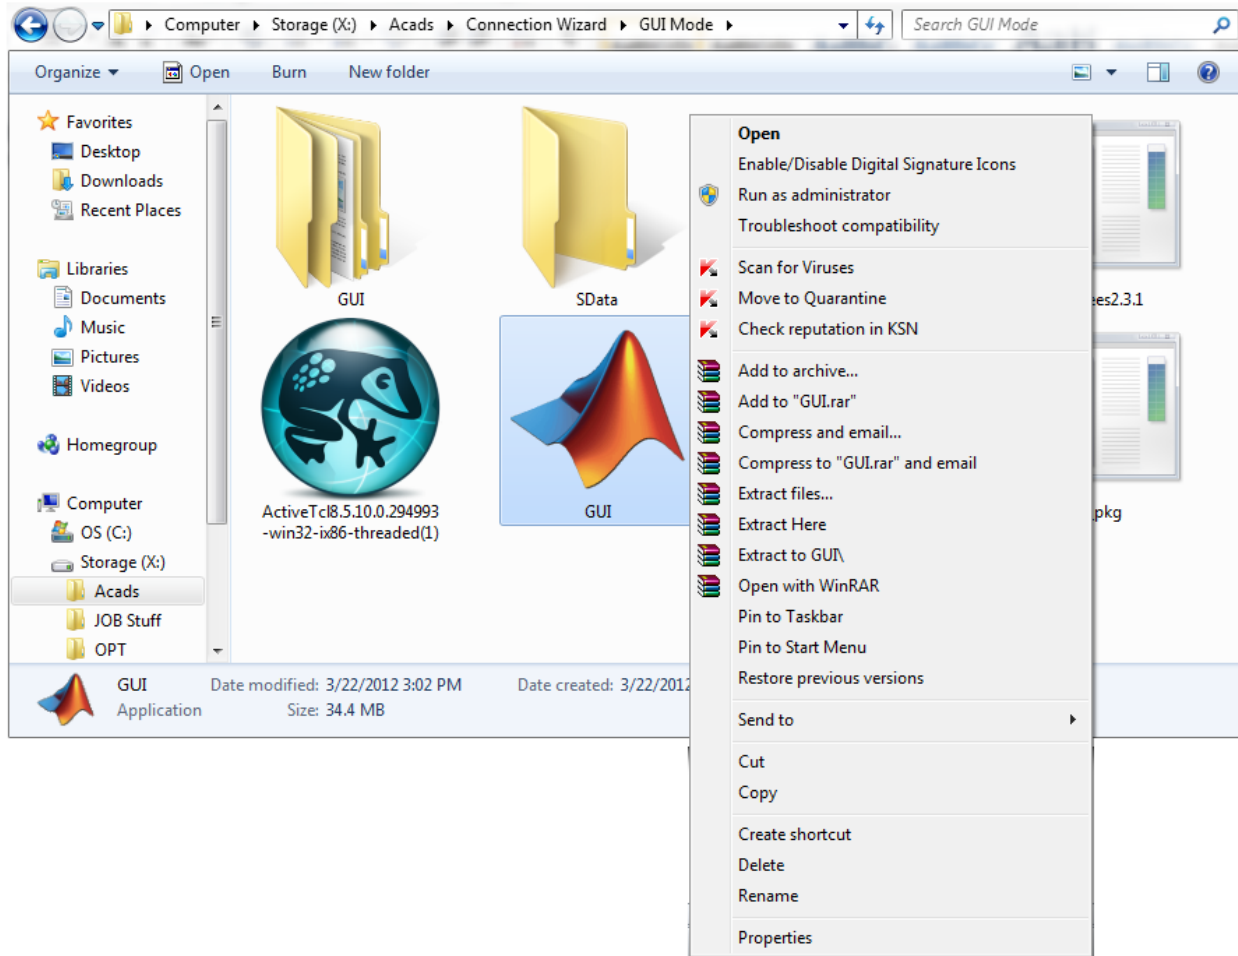 Computer Storage (X:) Acads Connection Wizard GUI Mode
Search GUI Mode
Organize Open Burn New folder
Favorites
Desktop
Downloads
Recent Places
Libraries
Documents
Music
Pictures
Videos
Homegroup
Computer
OS (C:)
Storage (X:)
Acads
JOB Stuff
OPT
GUI
SData
ees2.3.1
ActiveTcl8.5.10.0.294993
-win32-ix86-threaded(1)
GUI
pkg
Open
Enable/Disable Digital Signature Icons
Run as administrator
Troubleshoot compatibility
Scan for Viruses
Move to Quarantine
Check reputation in KSN
Add to archive...
Add to "GUI.rar"
Compress and email...
Compress to "GUI.rar" and email
Extract files...
Extract Here
Extract to GUI\
Open with WinRAR
Pin to Taskbar
Pin to Start Menu
Restore previous versions
Send to
Cut
Copy
Create shortcut
Delete
Rename
Properties
GUI Date modified: 3/22/2012 3:02 PM Date created: 3/22/2012
Application Size: 34.4 MB